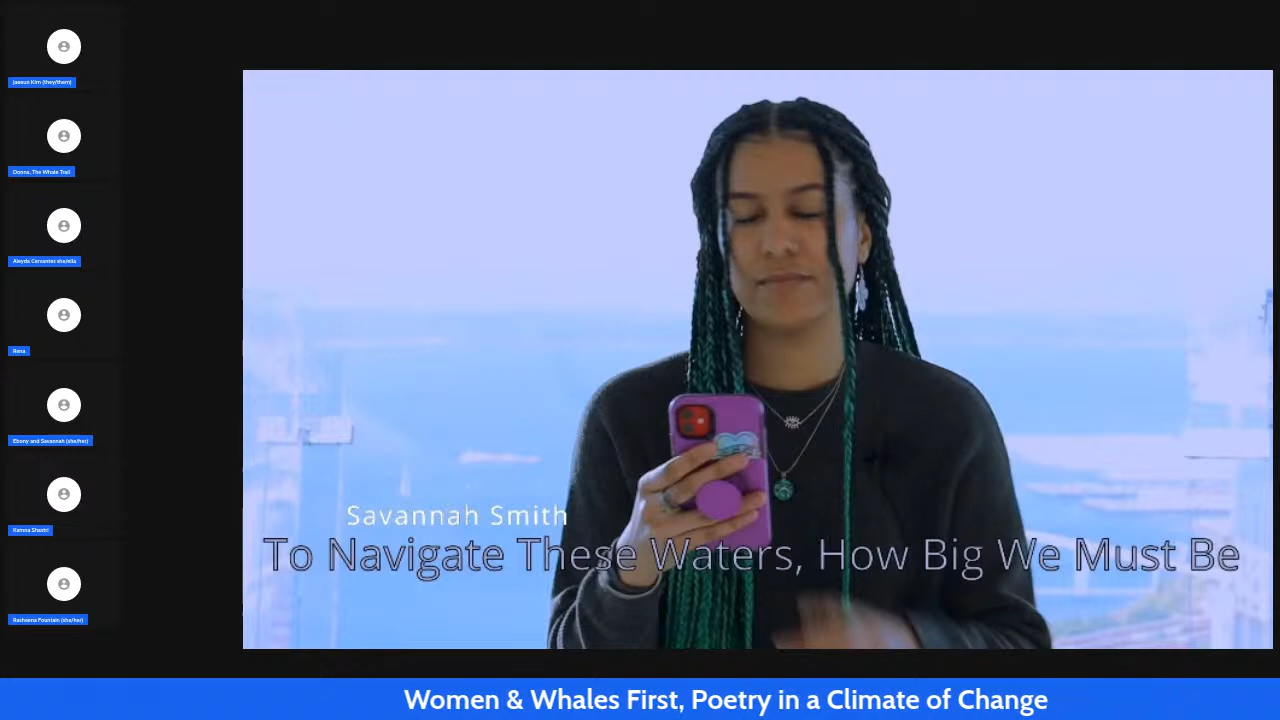 Jaeeun Kim (they/them)
Donna, The Whale Trail
Aleyda Cervantes she/ella
Rena
Ebony and Savannah (she/her)
Kamna Shastri
Rasheena Fountain (she/her)
Savannah Smith
To Navigate These Waters, How Big We Must Be
Women & Whales First, Poetry in a Climate of Change